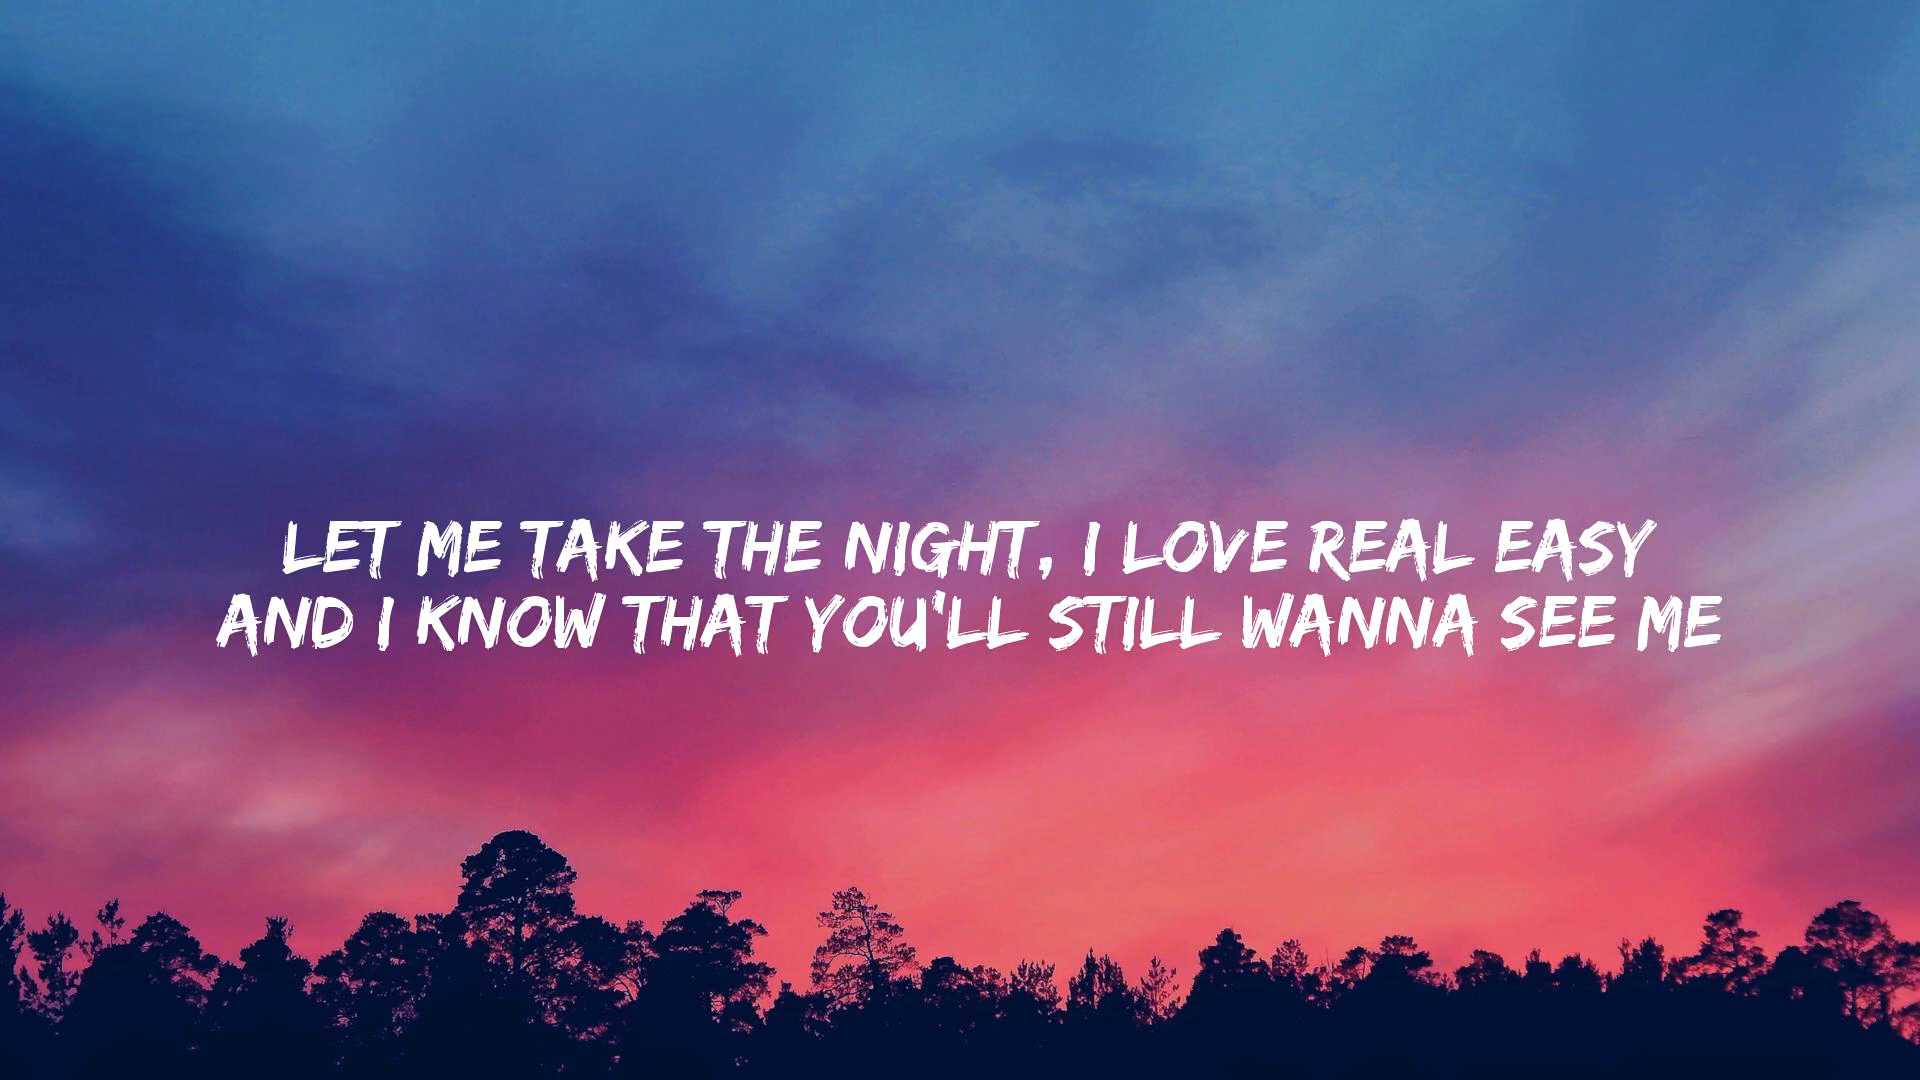 LET ME TAKE THE NIGHT, I LOVE REAL EASY
AND I KNOW THAT YOU'LL STILL WANNA SEE ME